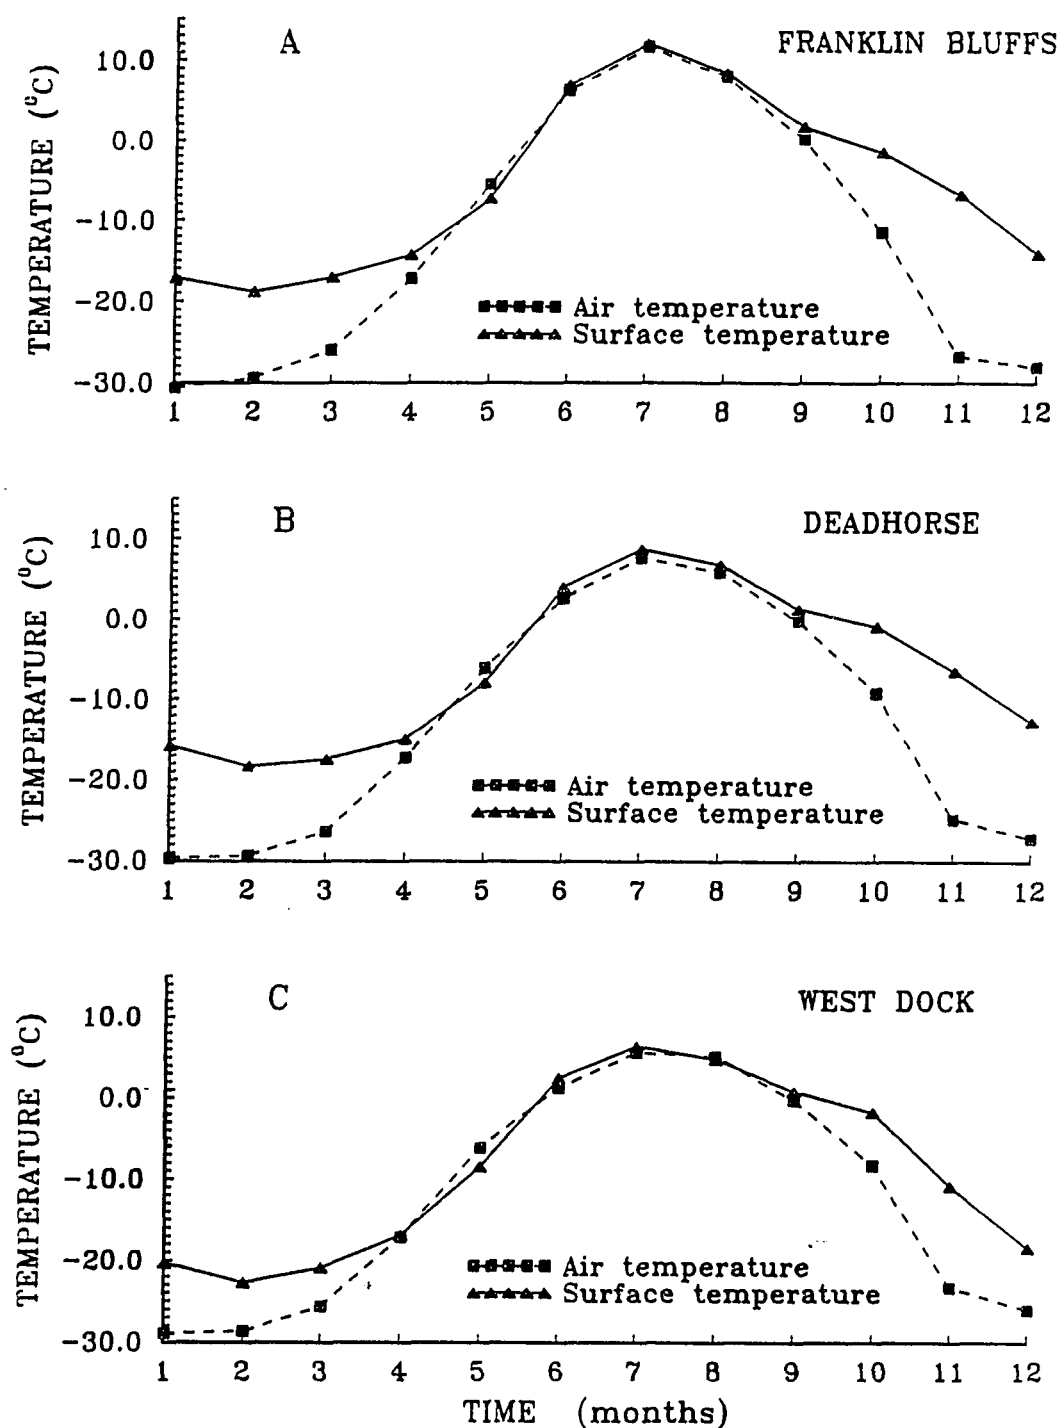 A
FRANKLIN BLUFFS
TEMPERATURE (⁰C)
10.0
0.0
-10.0
-20.0
-30.0
Air temperature
Surface temperature
1 2 3 4 5 6 7 8 9 10 11 12
B
DEADHORSE
TEMPERATURE (⁰C)
10.0
0.0
-10.0
-20.0
-30.0
Air temperature
Surface temperature
1 2 3 4 5 6 7 8 9 10 11 12
C
WEST DOCK
TEMPERATURE (⁰C)
10.0
0.0
-10.0
-20.0
-30.0
Air temperature
Surface temperature
1 2 3 4 5 6 7 8 9 10 11 12
TIME (months)